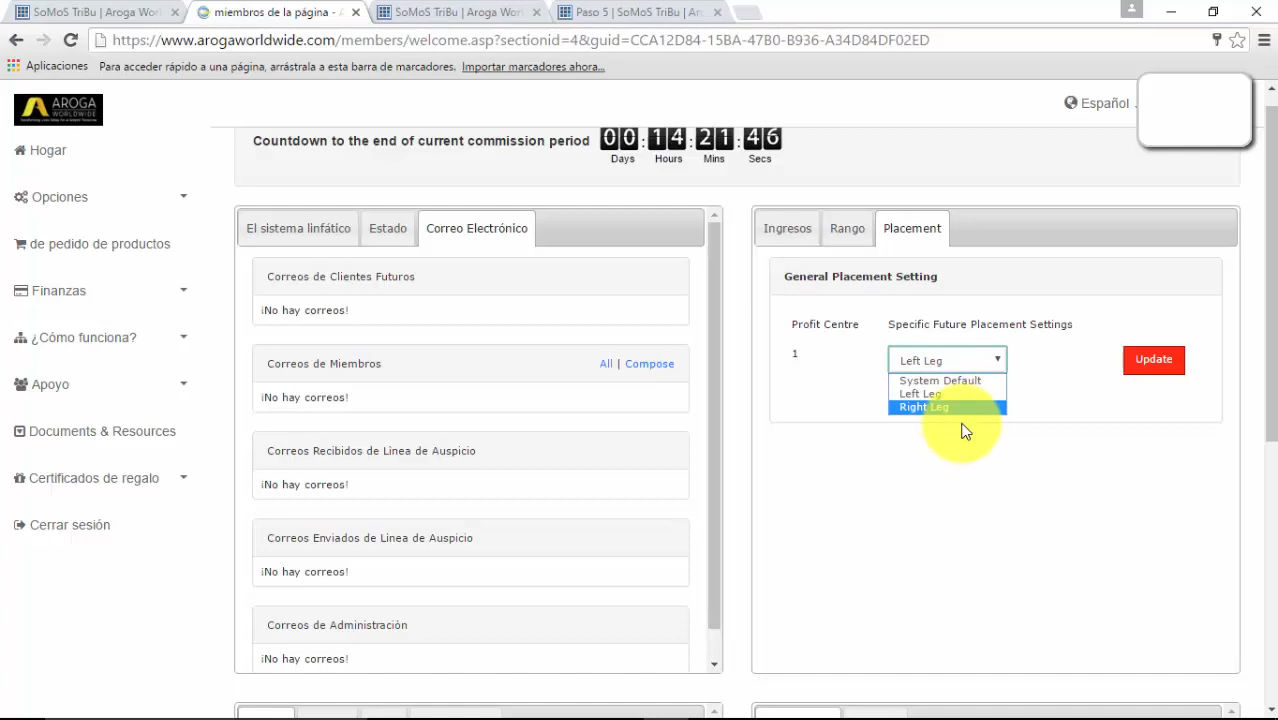 SoMoS TriBu | Aroga Wor
miembros de la página -
SoMoS TriBu | Aroga Wor
Paso 5 | SoMoS TriBu | Ar
https://www.arogaworldwide.com/members/welcome.asp?sectionid=4&guid=CCA12D84-15BA-47B0-B936-A34D84DF02ED
Aplicaciones Para acceder rápido a una página, arrástrala a esta barra de marcadores. Importar marcadores ahora...
AROGA
WORLDWIDE
Español
Hogar
Opciones
de pedido de productos
Finanzas
¿Cómo funciona?
Apoyo
Documents & Resources
Certificados de regalo
Cerrar sesión
Countdown to the end of current commission period 00 : 14 : 21 : 46
Days Hours Mins Secs
El sistema linfático Estado Correo Electrónico
Correos de Clientes Futuros
¡No hay correos!
Correos de Miembros All | Compose
¡No hay correos!
Correos Recibidos de Línea de Auspicio
¡No hay correos!
Correos Enviados de Línea de Auspicio
¡No hay correos!
Correos de Administración
¡No hay correos!
Ingresos Rango Placement
General Placement Setting
Profit Centre Specific Future Placement Settings
1 Left Leg Update
System Default
Left Leg
Right Leg